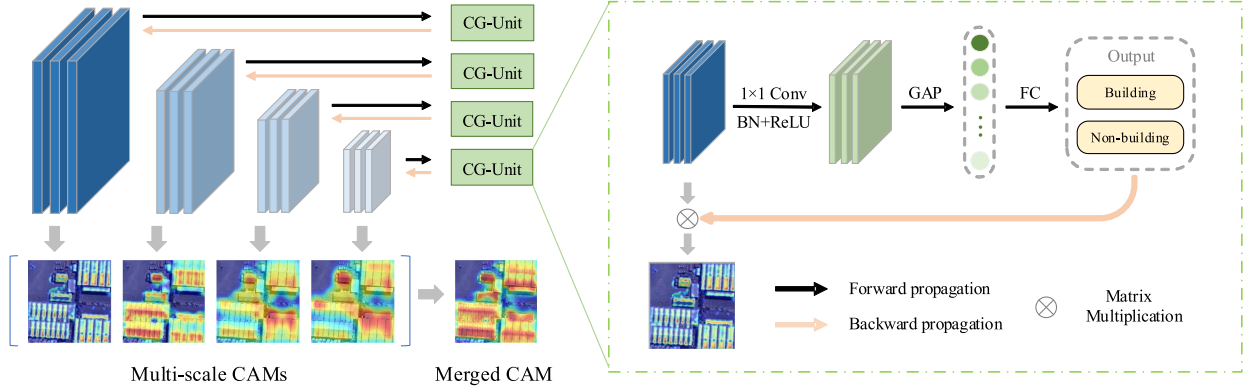 CG-Unit
CG-Unit
CG-Unit
CG-Unit
Multi-scale CAMs
Merged CAM
1×1 Conv
BN+ReLU
GAP
FC
Output
Building
Non-building
Forward propagation
Backward propagation
Matrix
Multiplication